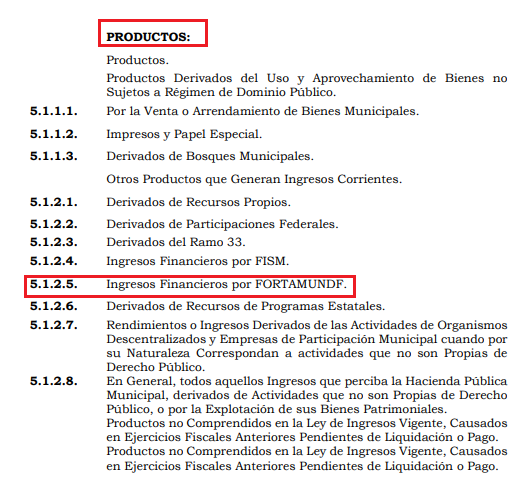 PRODUCTOS:
Productos.
Productos Derivados del Uso y Aprovechamiento de Bienes no
Sujetos a Régimen de Dominio Público.
5.1.1.1. Por la Venta o Arrendamiento de Bienes Municipales.
5.1.1.2. Impresos y Papel Especial.
5.1.1.3. Derivados de Bosques Municipales.
Otros Productos que Generan Ingresos Corrientes.
5.1.2.1. Derivados de Recursos Propios.
5.1.2.2. Derivados de Participaciones Federales.
5.1.2.3. Derivados del Ramo 33.
5.1.2.4. Ingresos Financieros por FISM.
5.1.2.5. Ingresos Financieros por FORTAMUNDF.
5.1.2.6. Derivados de Recursos de Programas Estatales.
5.1.2.7. Rendimientos o Ingresos Derivados de las Actividades de Organismos
Descentralizados y Empresas de Participación Municipal cuando por
su Naturaleza Correspondan a actividades que no son Propias de
Derecho Público.
5.1.2.8. En General, todos aquellos Ingresos que perciba la Hacienda Pública
Municipal, derivados de Actividades que no son Propias de Derecho
Público, o por la Explotación de sus Bienes Patrimoniales.
Productos no Comprendidos en la Ley de Ingresos Vigente, Causados
en Ejercicios Fiscales Anteriores Pendientes de Liquidación o Pago.
Productos no Comprendidos en la Ley de Ingresos Vigente, Causados
en Ejercicios Fiscales Anteriores Pendientes de Liquidación o Pago.